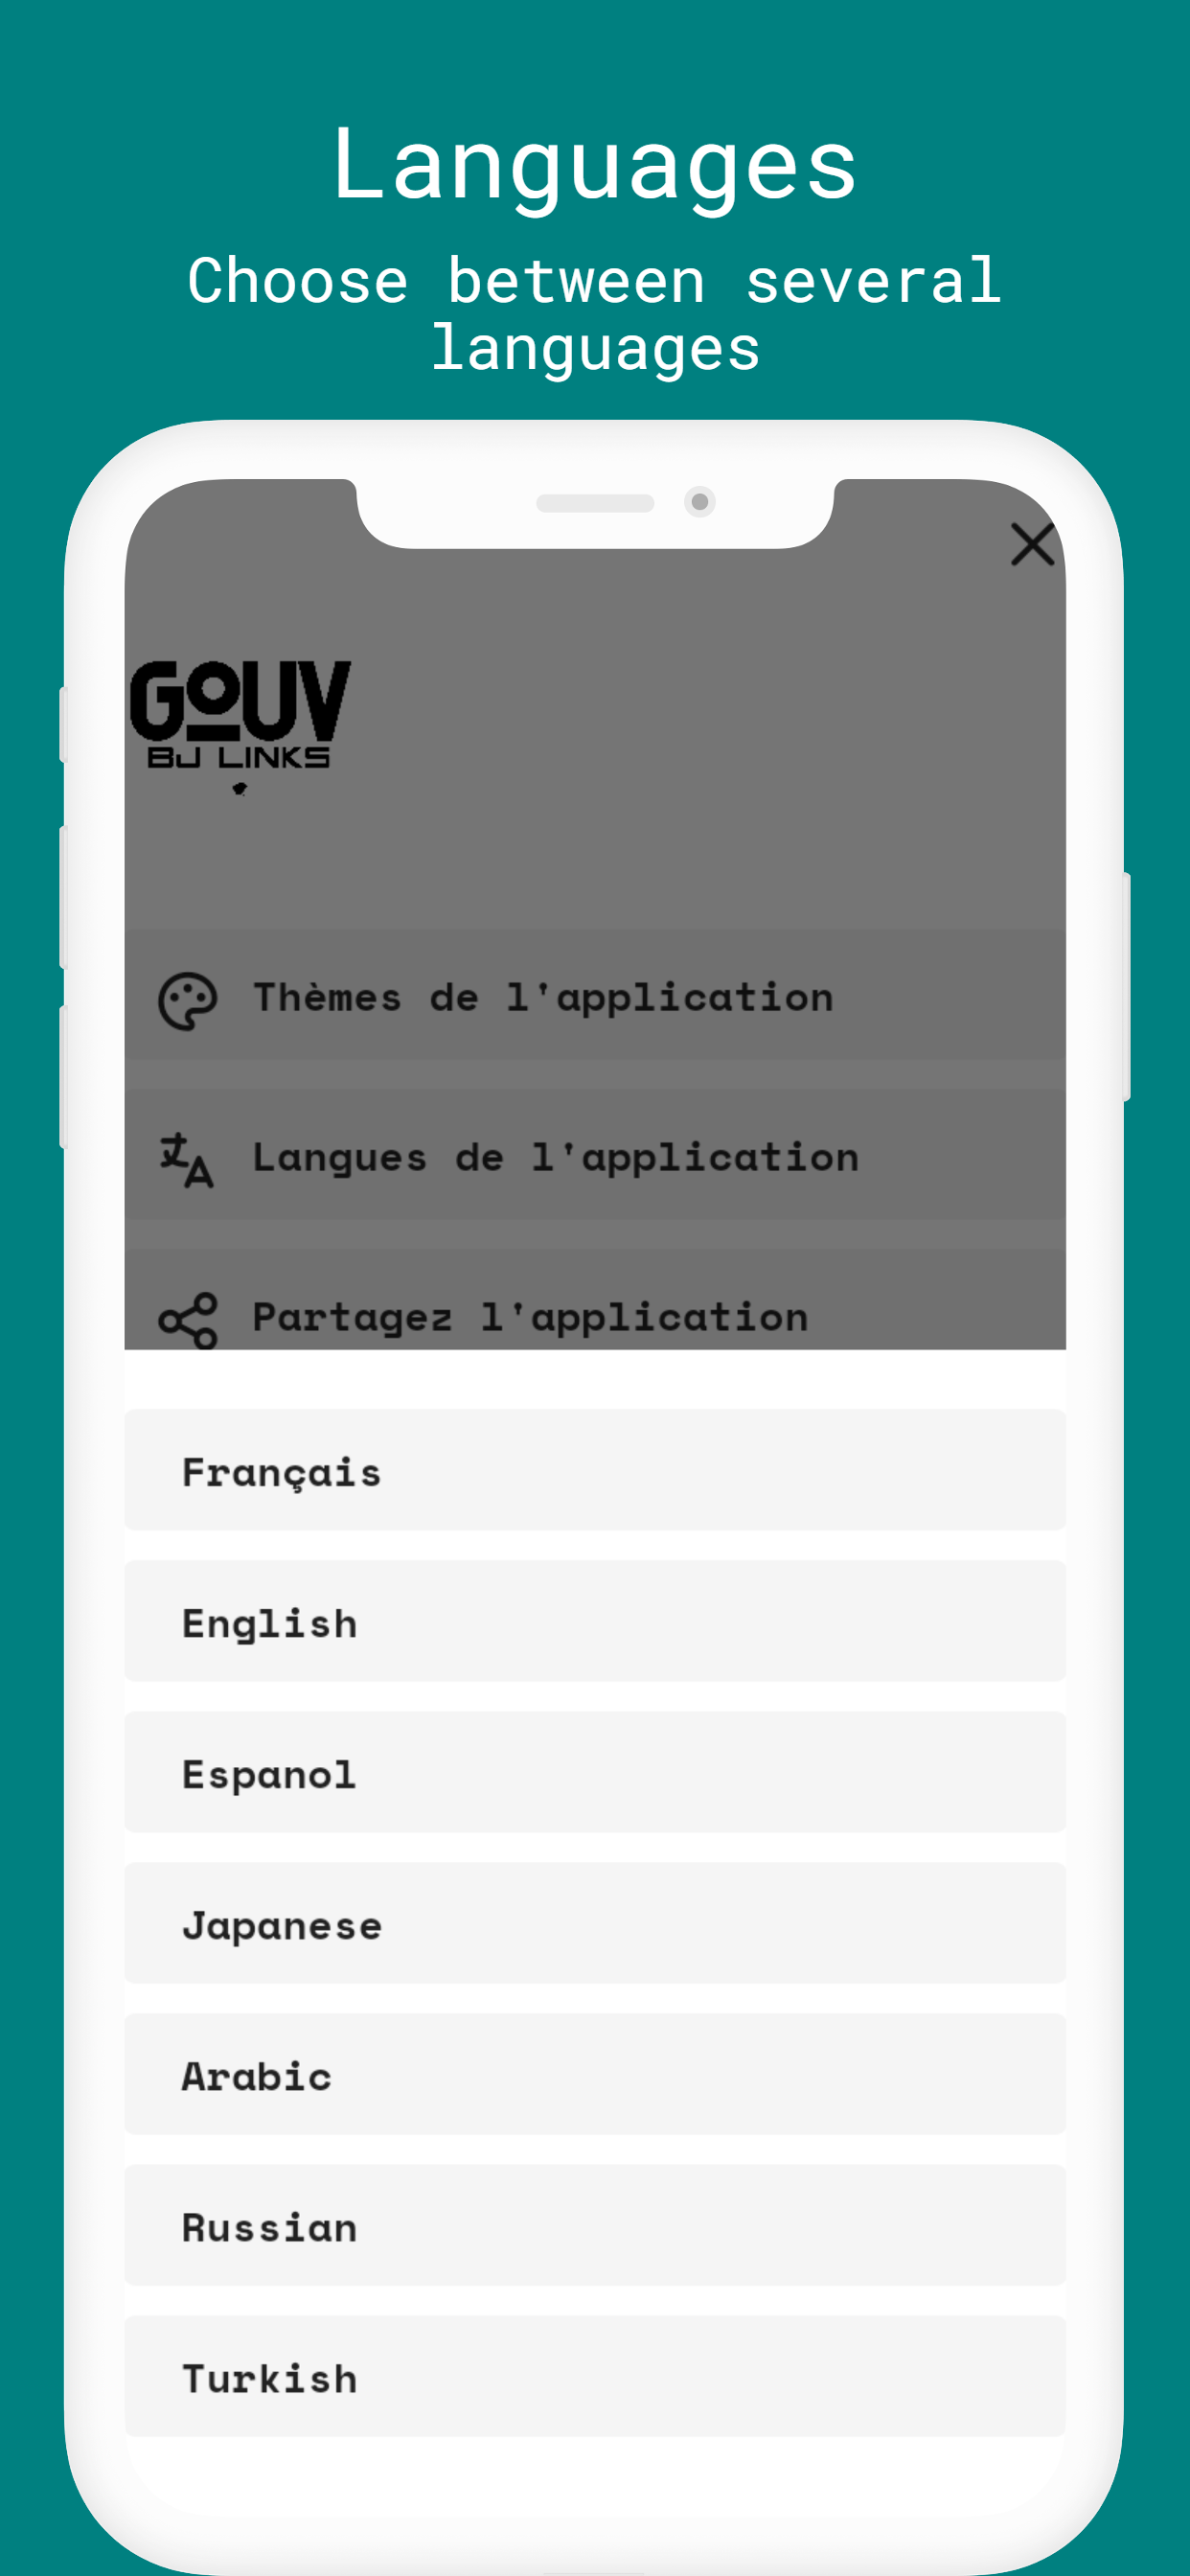 Languages
Choose between several
languages
GOUV
BJ LINKS
Thèmes de l'application
Langues de l'application
Partagez l'application
Français
English
Espanol
Japanese
Arabic
Russian
Turkish